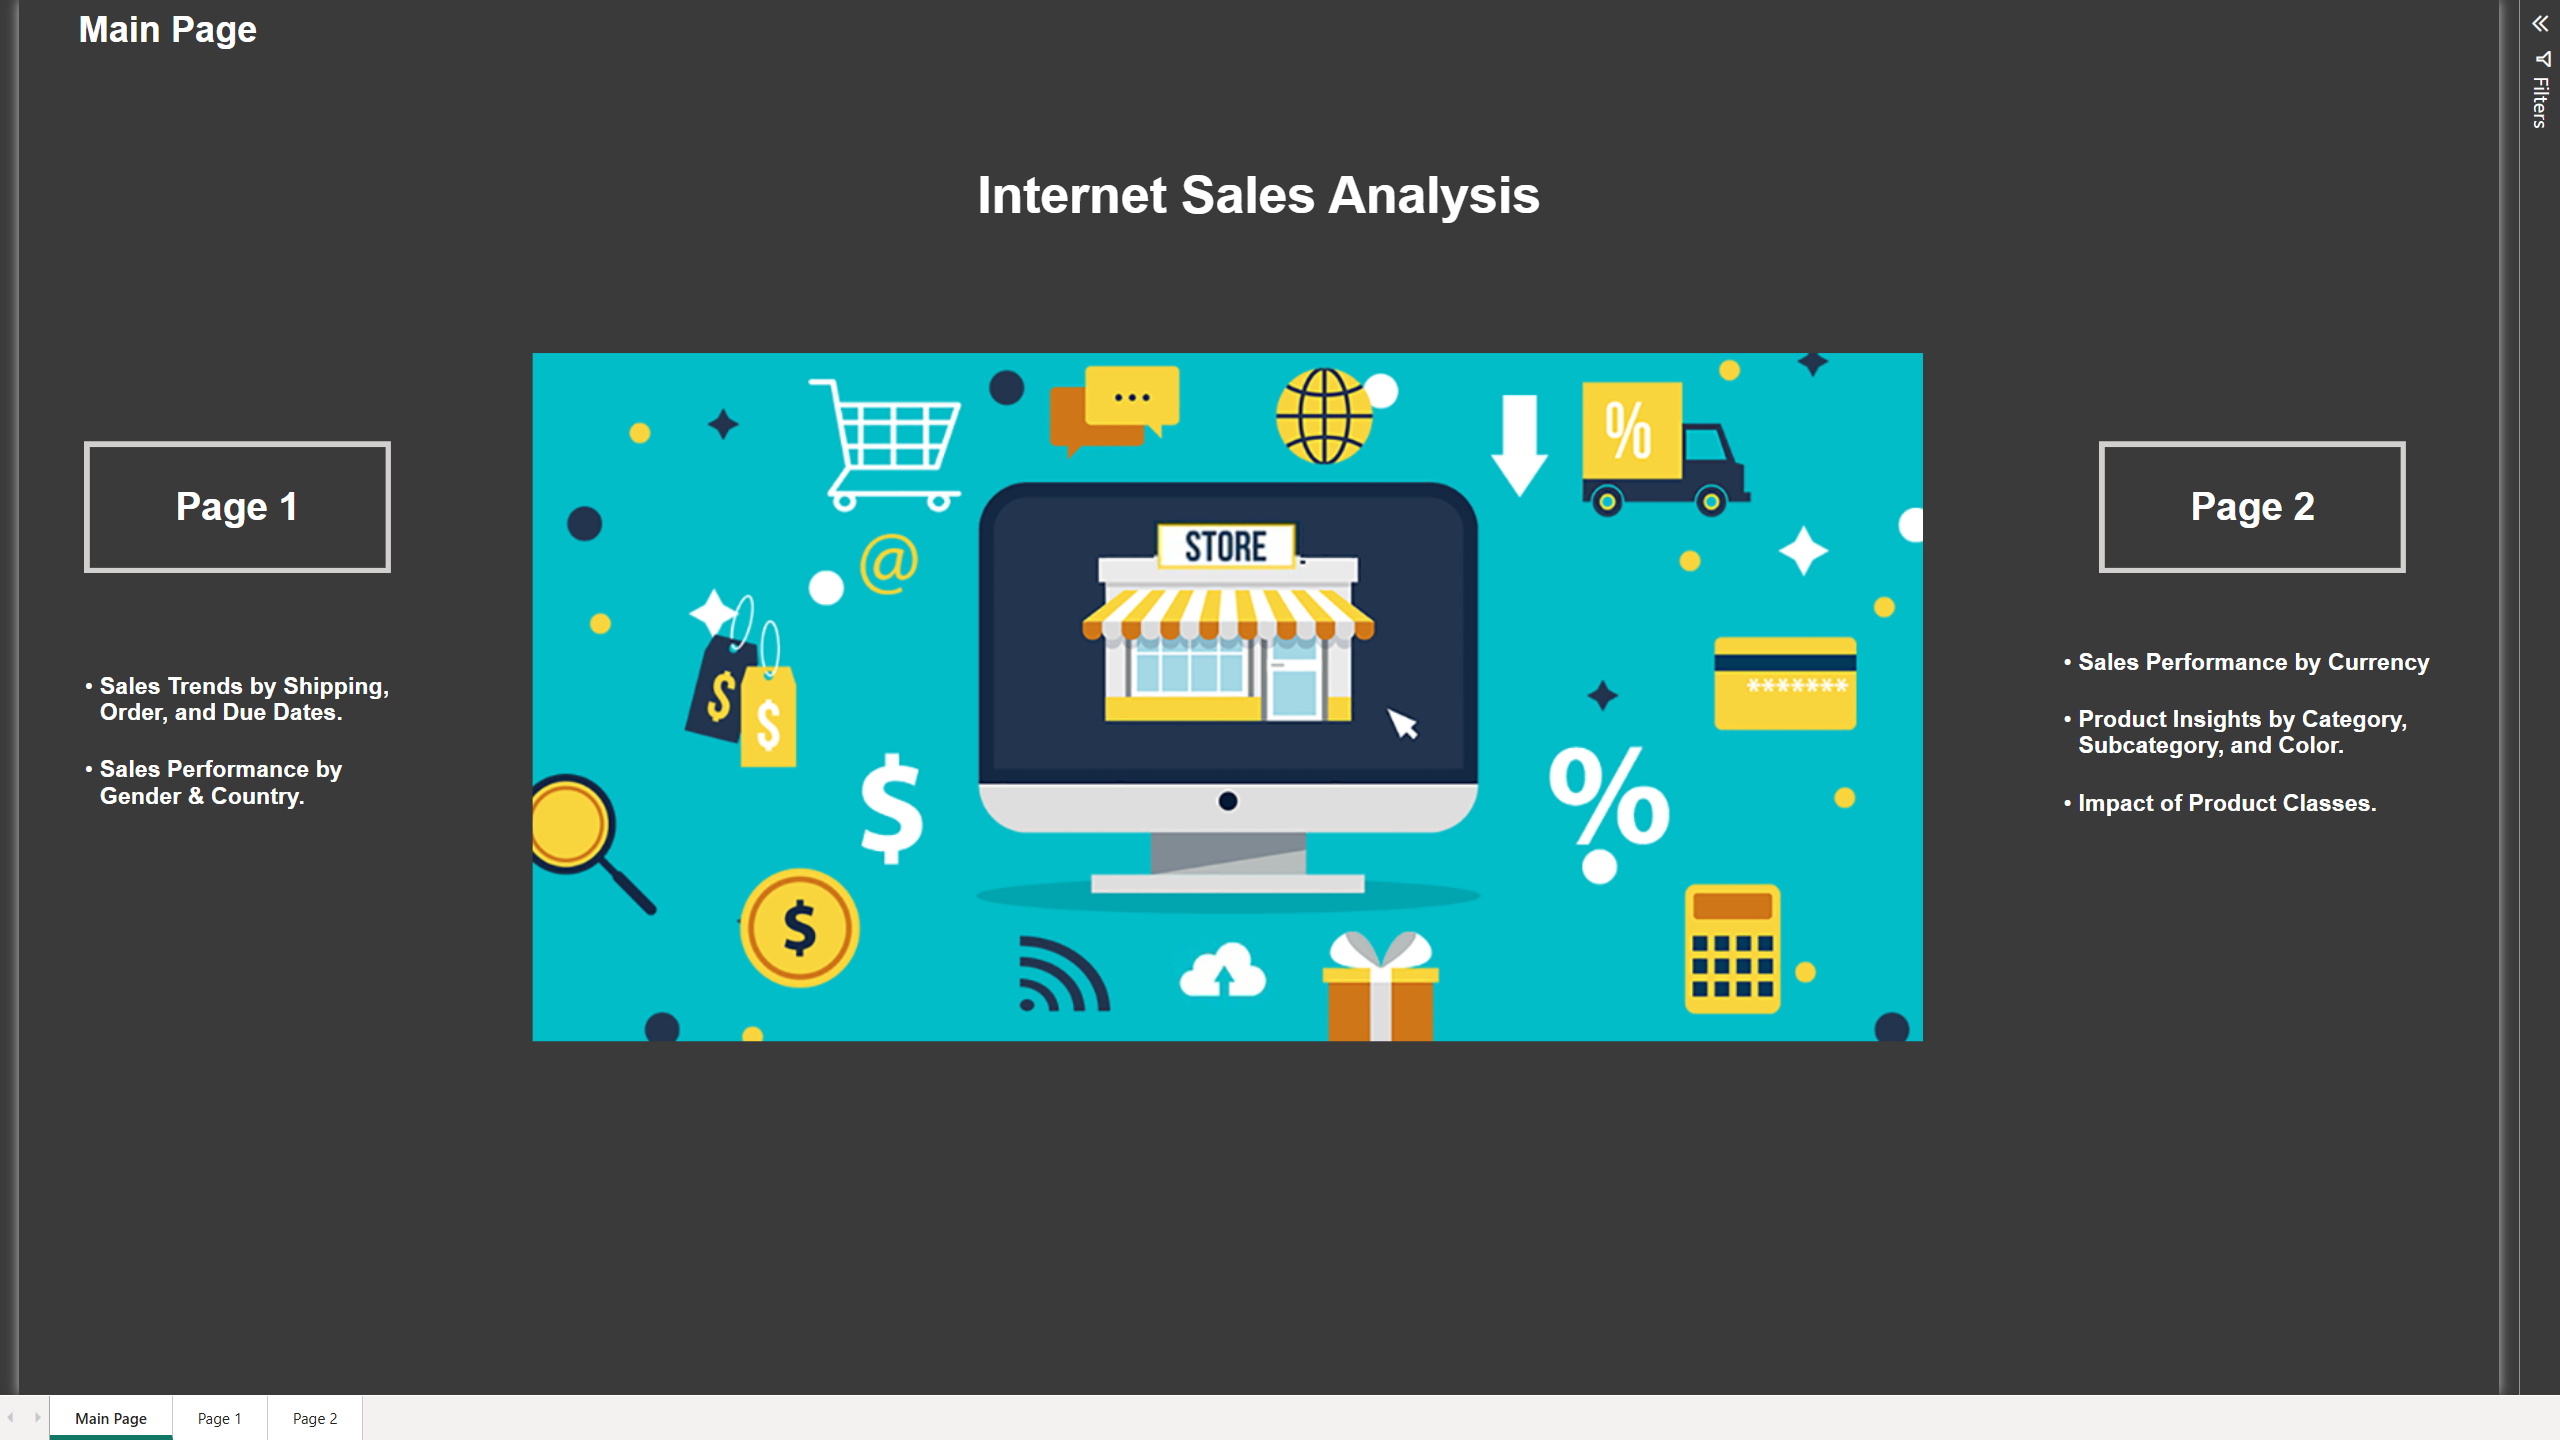 Main Page
Filters
Internet Sales Analysis
%
Page 1
Page 2
@
STORE
• Sales Trends by Shipping,
Order, and Due Dates.
• Sales Performance by
Gender & Country.
$
$
*******
$
%
$
• Sales Performance by Currency
• Product Insights by Category,
Subcategory, and Color.
• Impact of Product Classes.
Main Page
Page 1
Page 2